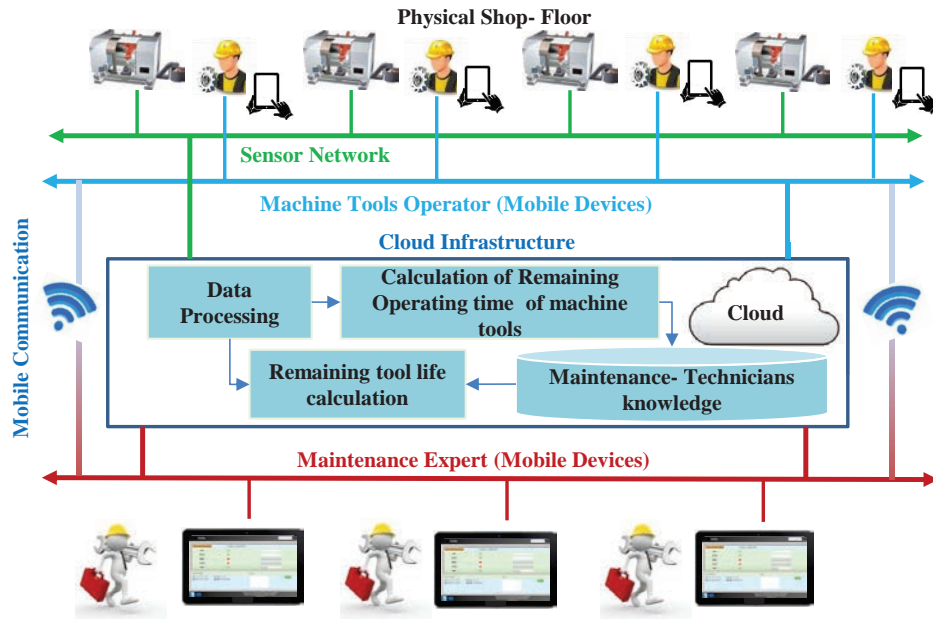 Physical Shop- Floor
Sensor Network
Machine Tools Operator (Mobile Devices)
Mobile Communication
Cloud Infrastructure
Data
Processing
Calculation of Remaining
Operating time of machine
tools
Cloud
Remaining tool life
calculation
Maintenance- Technicians
knowledge
Maintenance Expert (Mobile Devices)